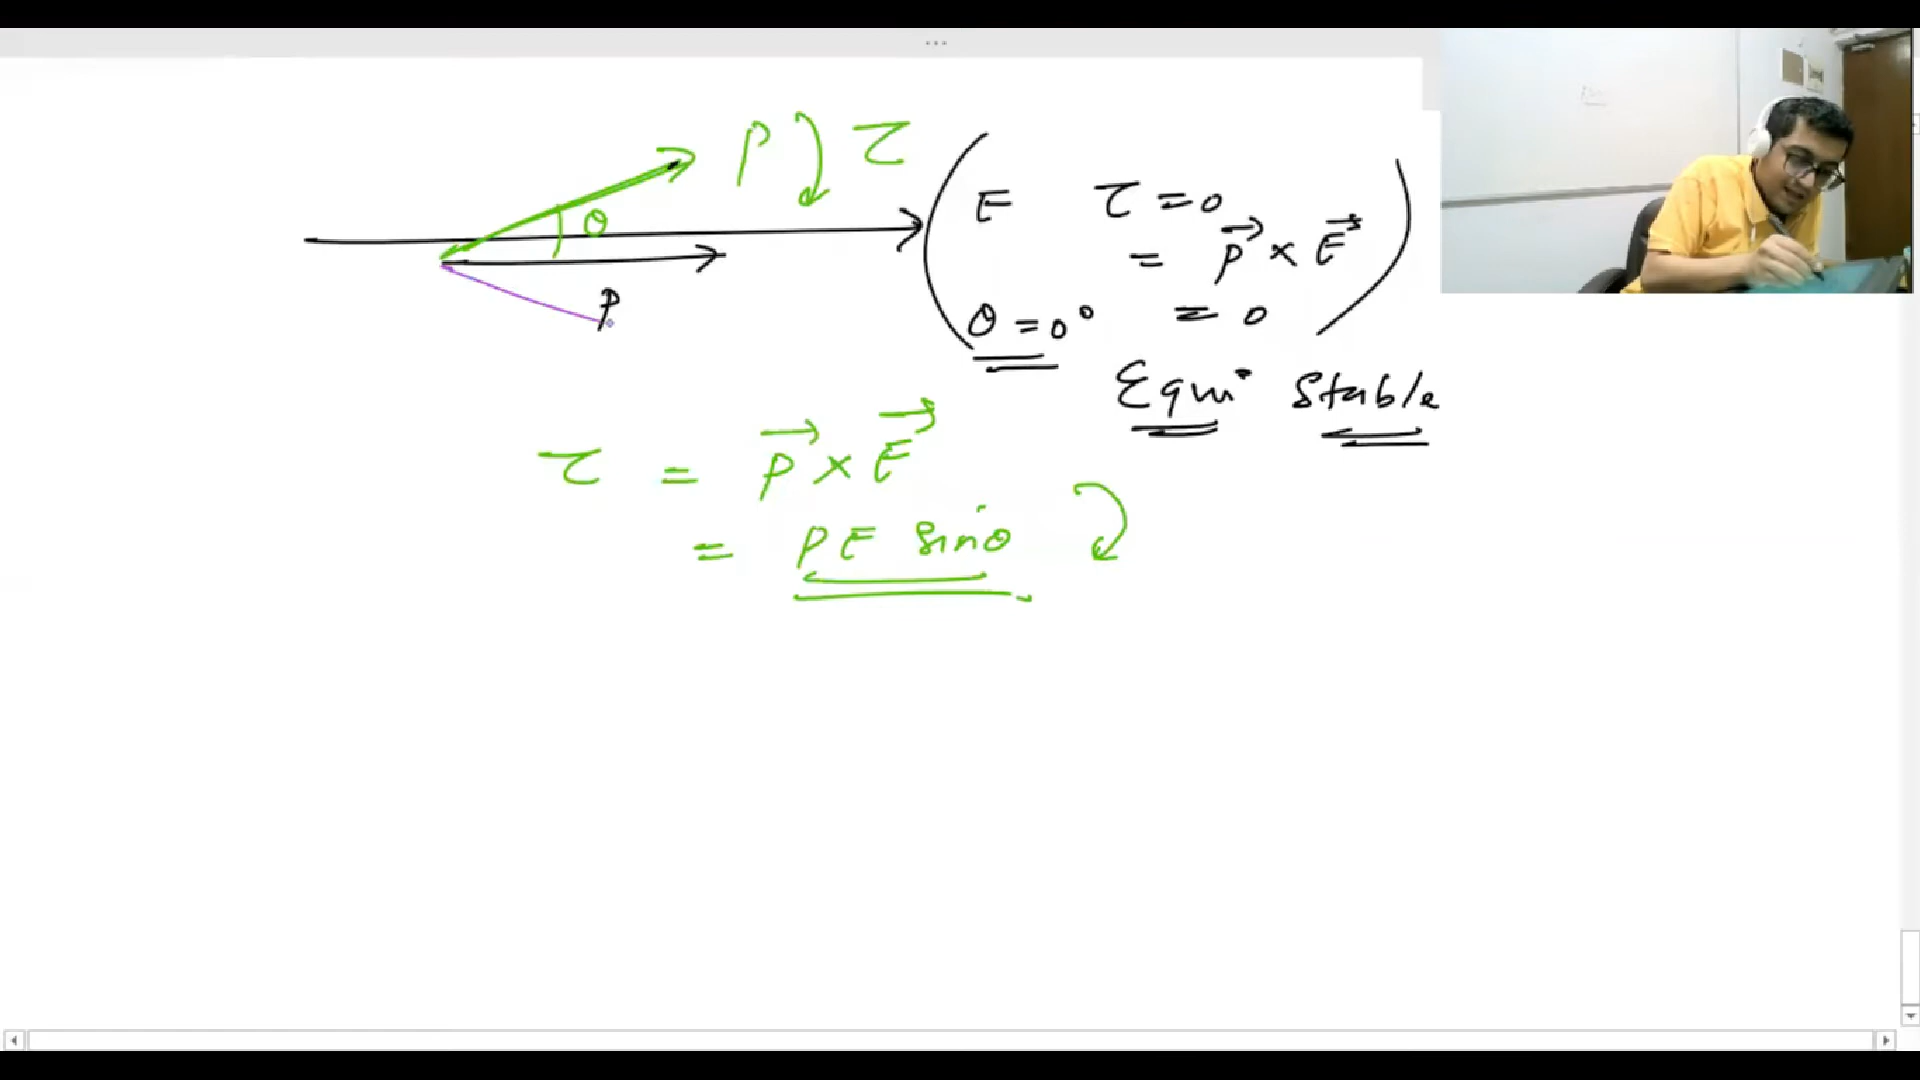 P τ
θ
E τ = 0
= P × E
P
θ = 0° = 0
Equi Stable
τ = P × E
= PE sinθ